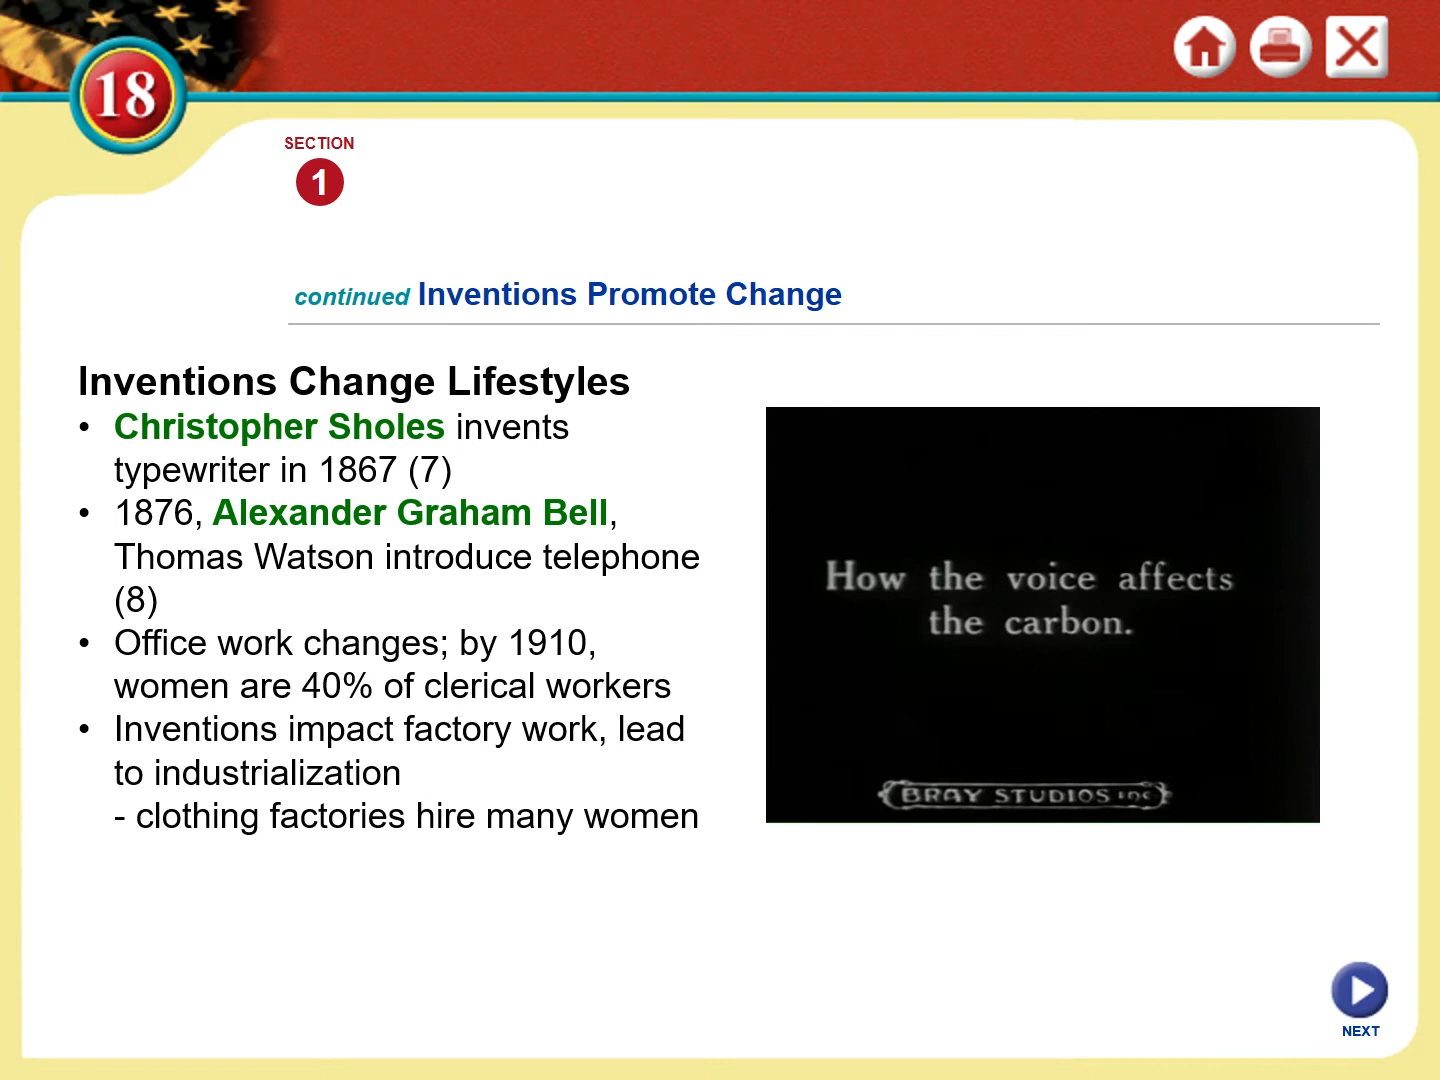 18
SECTION
1
continued Inventions Promote Change
Inventions Change Lifestyles
• Christopher Sholes invents
typewriter in 1867 (7)
• 1876, Alexander Graham Bell,
Thomas Watson introduce telephone
(8)
• Office work changes; by 1910,
women are 40% of clerical workers
• Inventions impact factory work, lead
to industrialization
- clothing factories hire many women
How the voice affects
the carbon.
BRAY STUDIOS INC
NEXT